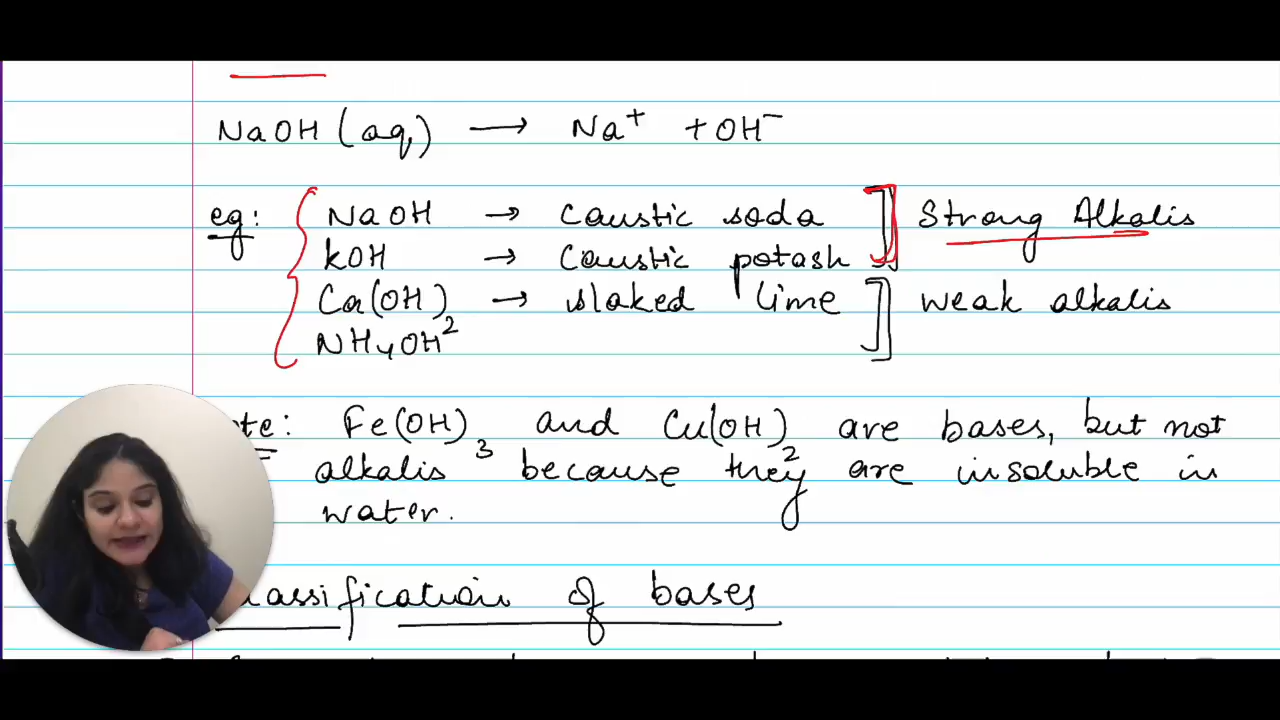 NaOH (aq) → Na⁺ + OH⁻
eg: NaOH → caustic soda ] Strong Alkalis
KOH → caustic potash
Ca(OH)₂ → slaked lime ] weak alkalis
NH₄OH
Fe(OH)₃ and Cu(OH)₂ are bases, but not
alkalis because they are insoluble in
water.
of bases